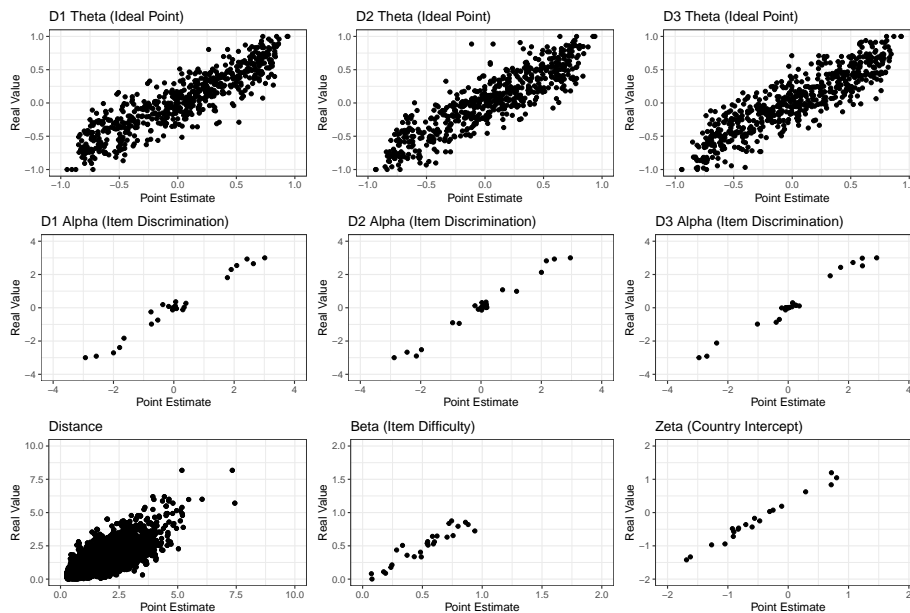 D1 Theta (Ideal Point) D2 Theta (Ideal Point) D3 Theta (Ideal Point)
1.0 1.0 1.0
0.5 0.5 0.5
0.0 0.0 0.0
−0.5 −0.5 −0.5
−1.0 −1.0 −1.0
Real Value Real Value Real Value
−1.0 −0.5 0.0 0.5 1.0 −1.0 −0.5 0.0 0.5 1.0 −1.0 −0.5 0.0 0.5 1.0
Point Estimate Point Estimate Point Estimate
D1 Alpha (Item Discrimination) D2 Alpha (Item Discrimination) D3 Alpha (Item Discrimination)
4 4 4
2 2 2
0 0 0
−2 −2 −2
−4 −4 −4
Real Value Real Value Real Value
−4 −2 0 2 4 −4 −2 0 2 4 −4 −2 0 2 4
Point Estimate Point Estimate Point Estimate
Distance Beta (Item Difficulty) Zeta (Country Intercept)
10.0 2.0 2
7.5 1.5 1
5.0 1.0 0
2.5 0.5 −1
0.0 0.0 −2
Real Value Real Value Real Value
0.0 2.5 5.0 7.5 10.0 0.0 0.5 1.0 1.5 2.0 −2 −1 0 1 2
Point Estimate Point Estimate Point Estimate